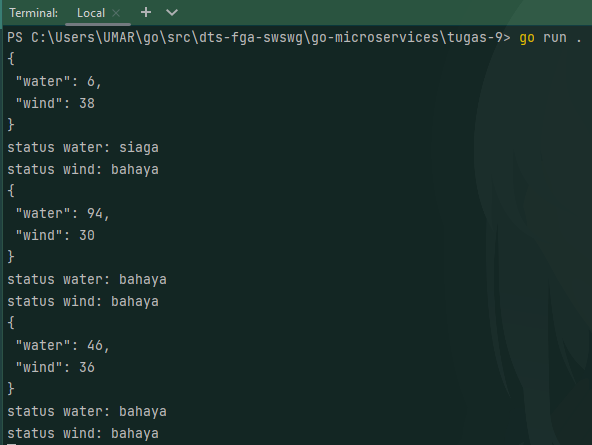 Terminal: Local
PS C:\Users\UMAR\go\src\dts-fga-swswg\go-microservices\tugas-9> go run .
{
 "water": 6,
 "wind": 38
}
status water: siaga
status wind: bahaya
{
 "water": 94,
 "wind": 30
}
status water: bahaya
status wind: bahaya
{
 "water": 46,
 "wind": 36
}
status water: bahaya
status wind: bahaya